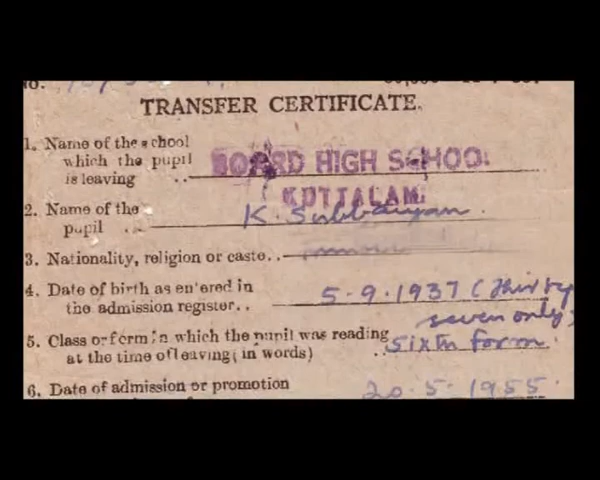 No.
TRANSFER CERTIFICATE.
1. Name of the school
which the pupil
is leaving ..
BOARD HIGH SCHOOL
KUTTALAM.
2. Name of the
pupil .. K. Subbaiyan.
3. Nationality, religion or caste..
4. Date of birth as entered in
the admission register.. 5-9-1937 (Thirty
seven only)
5. Class or form in which the pupil was reading
at the time of leaving (in words) .. sixth form.
6. Date of admission or promotion 20.5.1955.